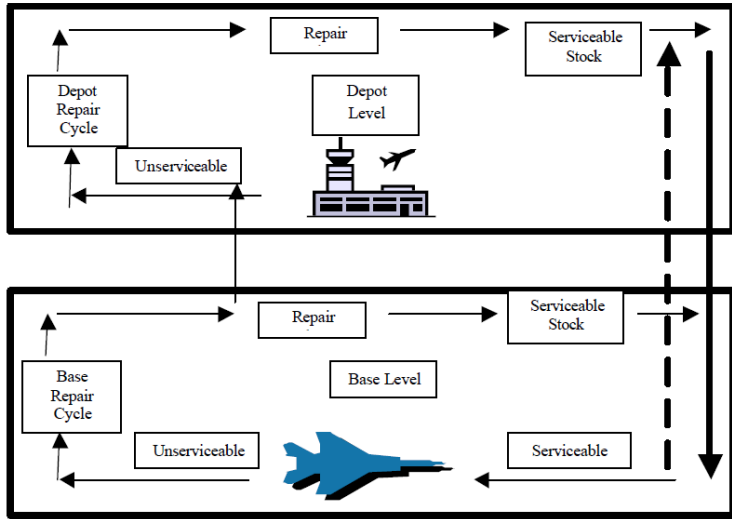 Repair
Serviceable
Stock
Depot
Repair
Cycle
Depot
Level
Unserviceable
Repair
Serviceable
Stock
Base
Repair
Cycle
Base Level
Unserviceable
Serviceable